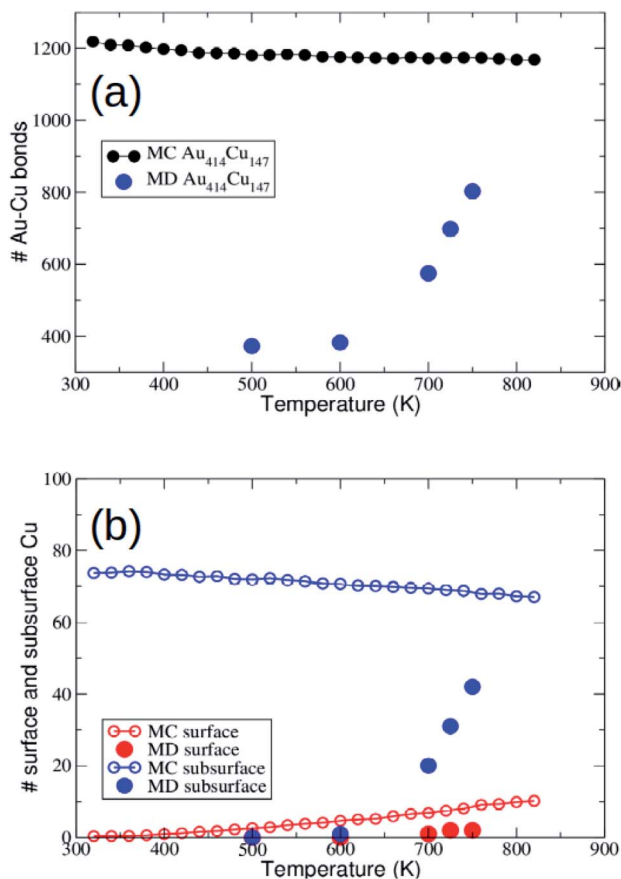 1200
1000
800
600
400
# Au-Cu bonds
(a)
MC Au₄₁₄Cu₁₄₇
MD Au₄₁₄Cu₁₄₇
300 400 500 600 700 800 900
Temperature (K)
100
80
60
40
20
0
# surface and subsurface Cu
(b)
MC surface
MD surface
MC subsurface
MD subsurface
300 400 500 600 700 800 900
Temperature (K)